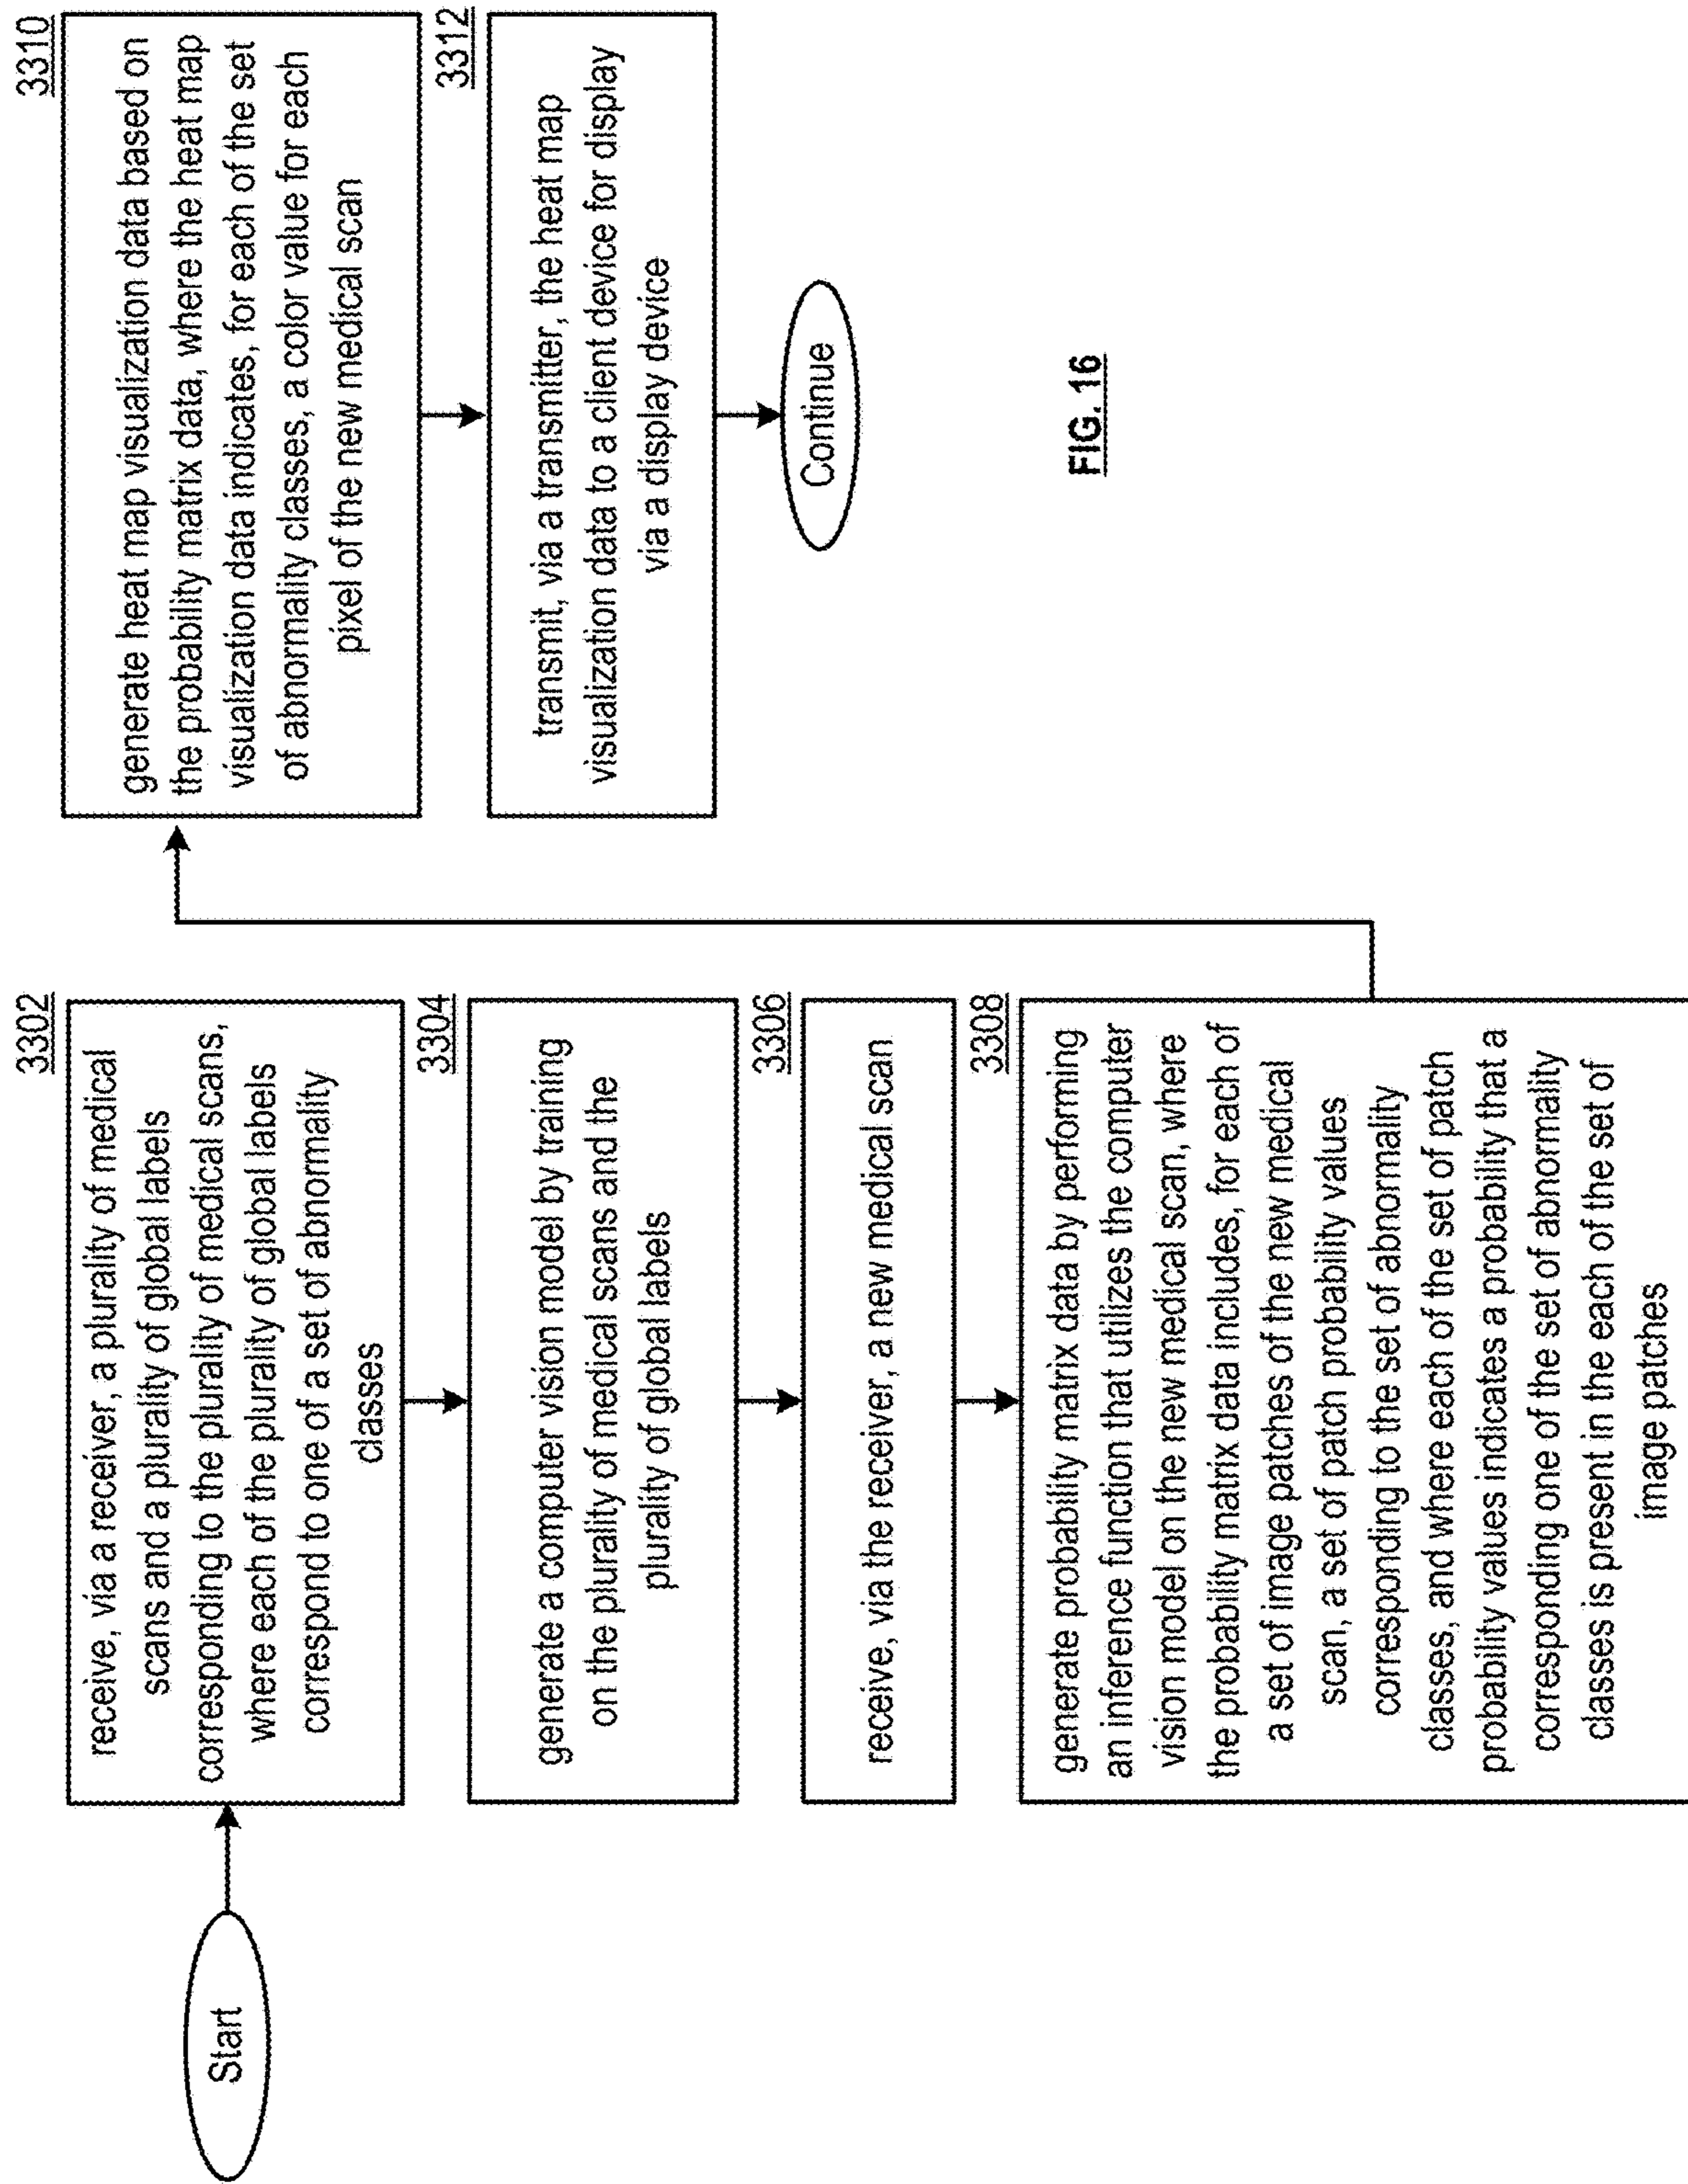 Start
3302
receive, via a receiver, a plurality of medical
scans and a plurality of global labels
corresponding to the plurality of medical scans,
where each of the plurality of global labels
correspond to one of a set of abnormality
classes
3304
generate a computer vision model by training
on the plurality of medical scans and the
plurality of global labels
3306
receive, via the receiver, a new medical scan
3308
generate probability matrix data by performing
an inference function that utilizes the computer
vision model on the new medical scan, where
the probability matrix data includes, for each of
a set of image patches of the new medical
scan, a set of patch probability values
corresponding to the set of abnormality
classes, and where each of the set of patch
probability values indicates a probability that a
corresponding one of the set of abnormality
classes is present in the each of the set of
image patches
3310
generate heat map visualization data based on
the probability matrix data, where the heat map
visualization data indicates, for each of the set
of abnormality classes, a color value for each
pixel of the new medical scan
3312
transmit, via a transmitter, the heat map
visualization data to a client device for display
via a display device
Continue
FIG. 16